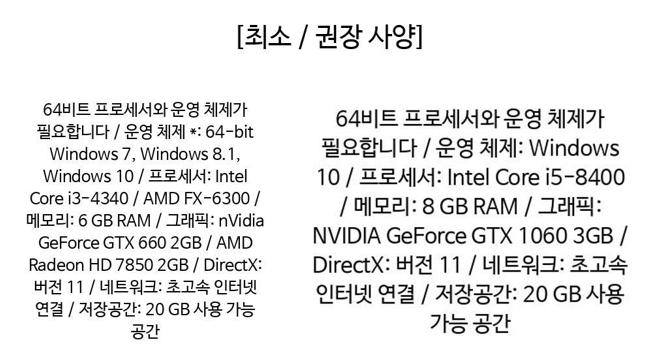 [최소 / 권장 사양]
64비트 프로세서와 운영 체제가
필요합니다 / 운영 체제 *: 64-bit
Windows 7, Windows 8.1,
Windows 10 / 프로세서: Intel
Core i3-4340 / AMD FX-6300 /
메모리: 6 GB RAM / 그래픽: nVidia
GeForce GTX 660 2GB / AMD
Radeon HD 7850 2GB / DirectX:
버전 11 / 네트워크: 초고속 인터넷
연결 / 저장공간: 20 GB 사용 가능
공간
64비트 프로세서와 운영 체제가
필요합니다 / 운영 체제: Windows
10 / 프로세서: Intel Core i5-8400
/ 메모리: 8 GB RAM / 그래픽:
NVIDIA GeForce GTX 1060 3GB /
DirectX: 버전 11 / 네트워크: 초고속
인터넷 연결 / 저장공간: 20 GB 사용
가능 공간